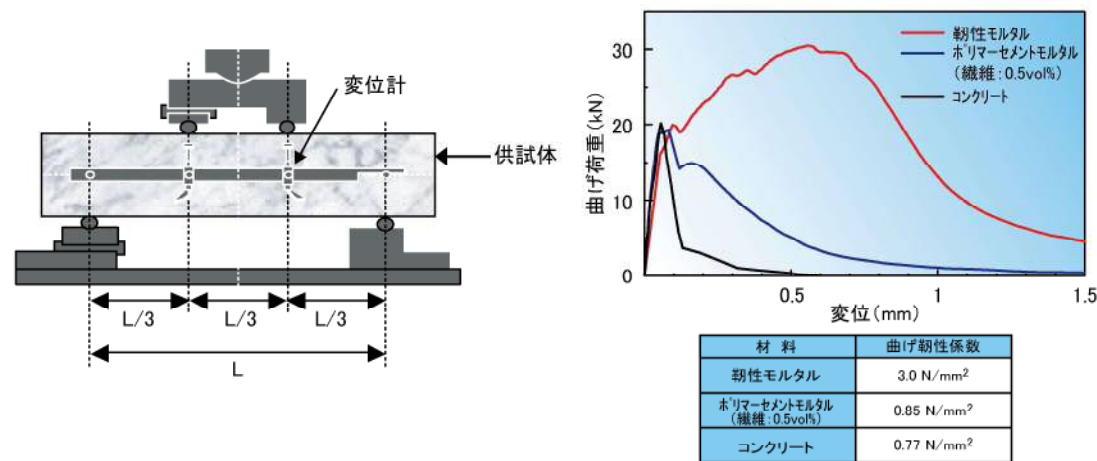 変位計
供試体
L/3
L/3
L/3
L
曲げ荷重(kN)
30
20
10
0
0.5
1
1.5
変位(mm)
靭性モルタル
ポリマーセメントモルタル
(繊維:0.5vol%)
コンクリート
材 料
曲げ靭性係数
靭性モルタル
3.0 N/mm²
ポリマーセメントモルタル
(繊維:0.5vol%)
0.85 N/mm²
コンクリート
0.77 N/mm²